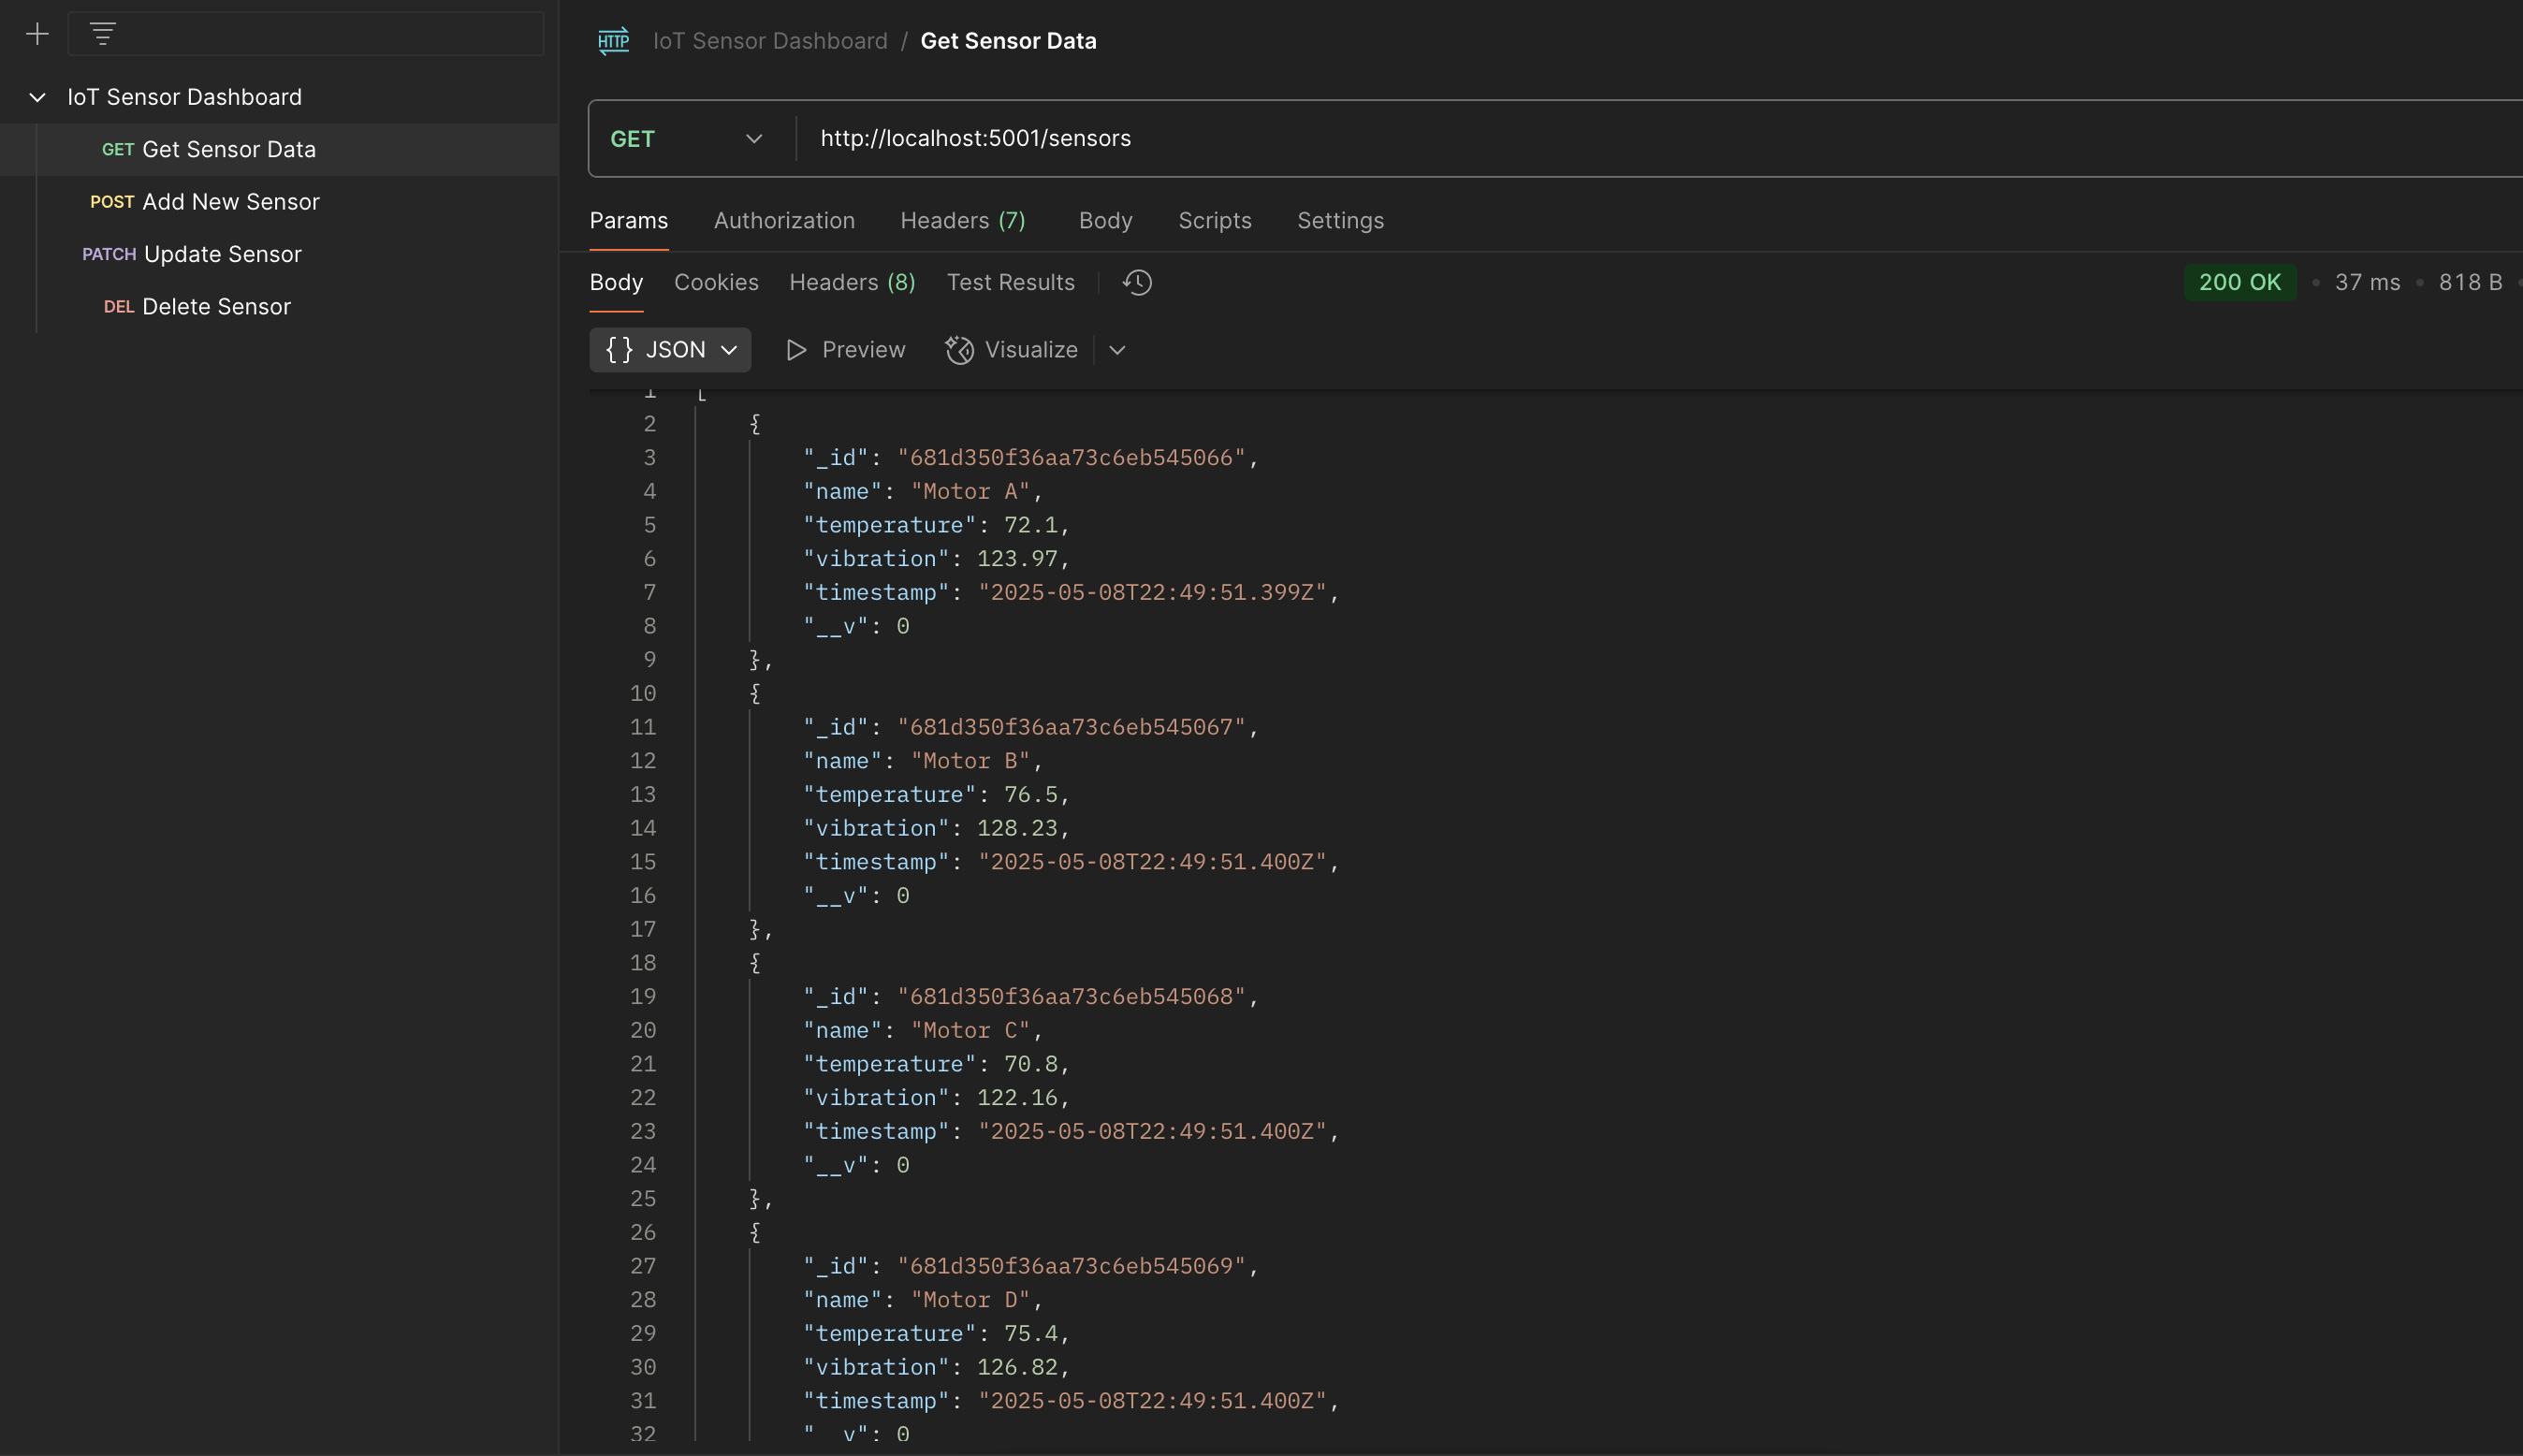 IoT Sensor Dashboard
GET Get Sensor Data
POST Add New Sensor
PATCH Update Sensor
DEL Delete Sensor
HTTP IoT Sensor Dashboard / Get Sensor Data
GET http://localhost:5001/sensors
Params Authorization Headers (7) Body Scripts Settings
Body Cookies Headers (8) Test Results 200 OK • 37 ms • 818 B
{} JSON Preview Visualize
1 [
2 {
3 "_id": "681d350f36aa73c6eb545066",
4 "name": "Motor A",
5 "temperature": 72.1,
6 "vibration": 123.97,
7 "timestamp": "2025-05-08T22:49:51.399Z",
8 "__v": 0
9 },
10 {
11 "_id": "681d350f36aa73c6eb545067",
12 "name": "Motor B",
13 "temperature": 76.5,
14 "vibration": 128.23,
15 "timestamp": "2025-05-08T22:49:51.400Z",
16 "__v": 0
17 },
18 {
19 "_id": "681d350f36aa73c6eb545068",
20 "name": "Motor C",
21 "temperature": 70.8,
22 "vibration": 122.16,
23 "timestamp": "2025-05-08T22:49:51.400Z",
24 "__v": 0
25 },
26 {
27 "_id": "681d350f36aa73c6eb545069",
28 "name": "Motor D",
29 "temperature": 75.4,
30 "vibration": 126.82,
31 "timestamp": "2025-05-08T22:49:51.400Z",
32 "__v": 0